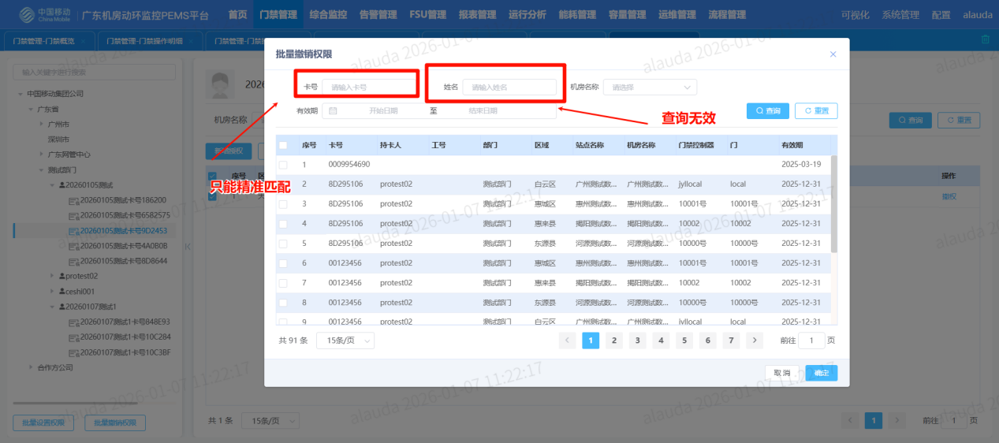 中国移动 China Mobile 广东机房动环监控PEMS平台 首页 门禁管理 综合监控 告警管理 FSU管理 报表管理 运行分析 能耗管理 容量管理 运维管理 流程管理 可视化 系统管理 配置 alauda
门禁管理-门禁概览 × 门禁管理-门禁操作明细 × 门禁管理-门禁
输入关键字进行搜索
中国移动集团公司
广东省
广州市
深圳市
广东网管中心
测试部门
20260105测试
20260105测试卡号186200
20260105测试卡号6582575
20260105测试卡号9D2453
20260105测试卡号4A0B0B
20260105测试卡号8D8644
protest02
ceshi001
20260107测试1
20260107测试1卡号848E93
20260107测试1卡号10C284
20260107测试1卡号10C3BF
合作方公司
批量设置权限 批量撤销权限
2026
机房名称
查询 重置
新增授权
序号 区
1
操作
撤权
共 1 条 15条/页 1 前往 1 页
批量撤销权限 ×
卡号 请输入卡号 姓名 请输入姓名 机房名称 请选择
有效期 开始日期 至 结束日期 查询 重置
查询无效
只能精准匹配
序号 卡号 持卡人 工号 部门 区域 站点名称 机房名称 门禁控制器 门 有效期
1 0009954690 2025-03-19
2 8D295106 protest02 测试部门 白云区 广州测试数... 广州测试数... jyllocal local 2025-12-31
3 8D295106 protest02 测试部门 惠城区 惠州测试数... 惠州测试数... 10001号 10001号 2025-12-31
4 8D295106 protest02 测试部门 惠来县 揭阳测试数... 揭阳测试数... 10002 10002 2025-12-31
5 8D295106 protest02 测试部门 东源县 河源测试数... 河源测试数... 10000号 10000号 2025-12-31
6 00123456 protest02 测试部门 惠城区 惠州测试数... 惠州测试数... 10001号 10001号 2025-12-31
7 00123456 protest02 测试部门 惠来县 揭阳测试数... 揭阳测试数... 10002 10002 2025-12-31
8 00123456 protest02 测试部门 东源县 河源测试数... 河源测试数... 10000号 10000号 2025-12-31
9 00123456 protest02 测试部门 白云区 广州测试数... 广州测试数... jyllocal local 2025-12-31
共 91 条 15条/页 1 2 3 4 5 6 7 前往 1 页
取消 确定
alauda 2026-01-07 11:22:17